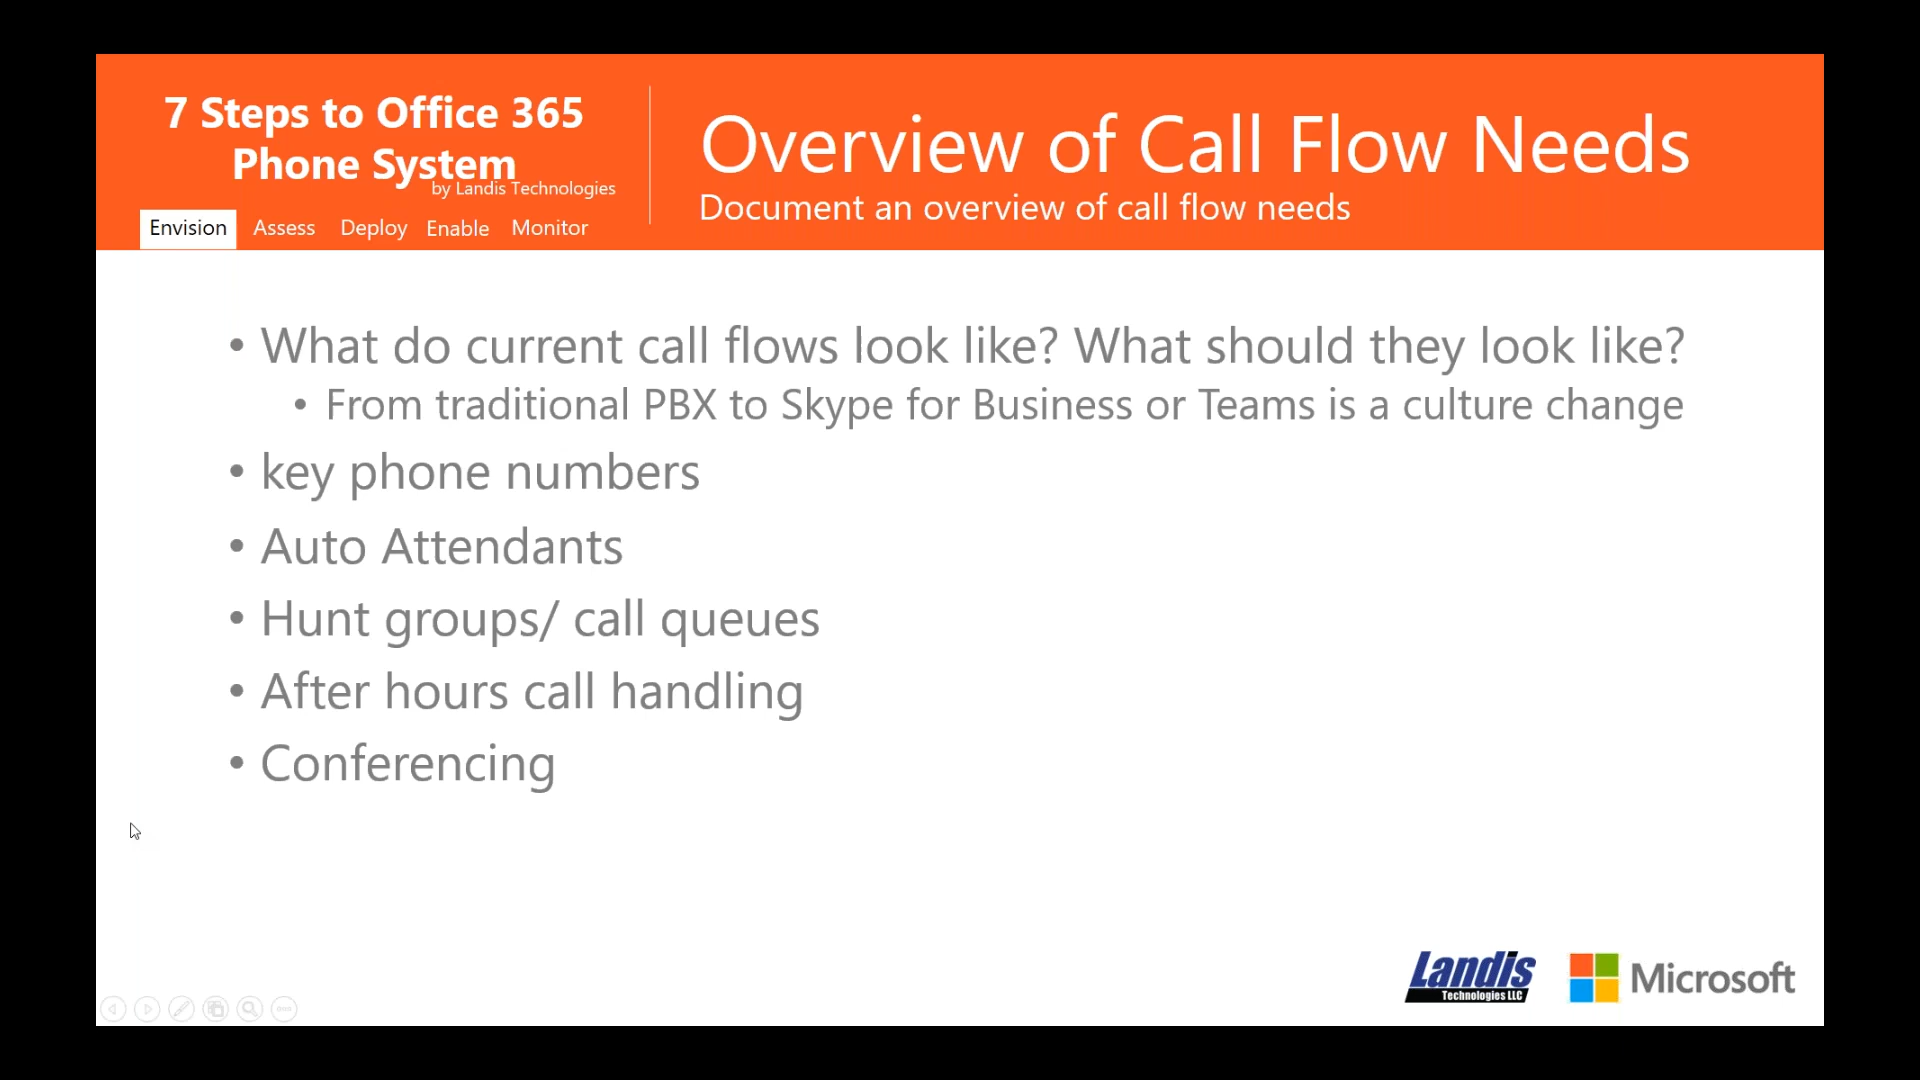 7 Steps to Office 365
Phone System
by Landis Technologies
Envision Assess Deploy Enable Monitor
Overview of Call Flow Needs
Document an overview of call flow needs
• What do current call flows look like? What should they look like?
• From traditional PBX to Skype for Business or Teams is a culture change
• key phone numbers
• Auto Attendants
• Hunt groups/ call queues
• After hours call handling
• Conferencing
Landis
Technologies LLC
Microsoft